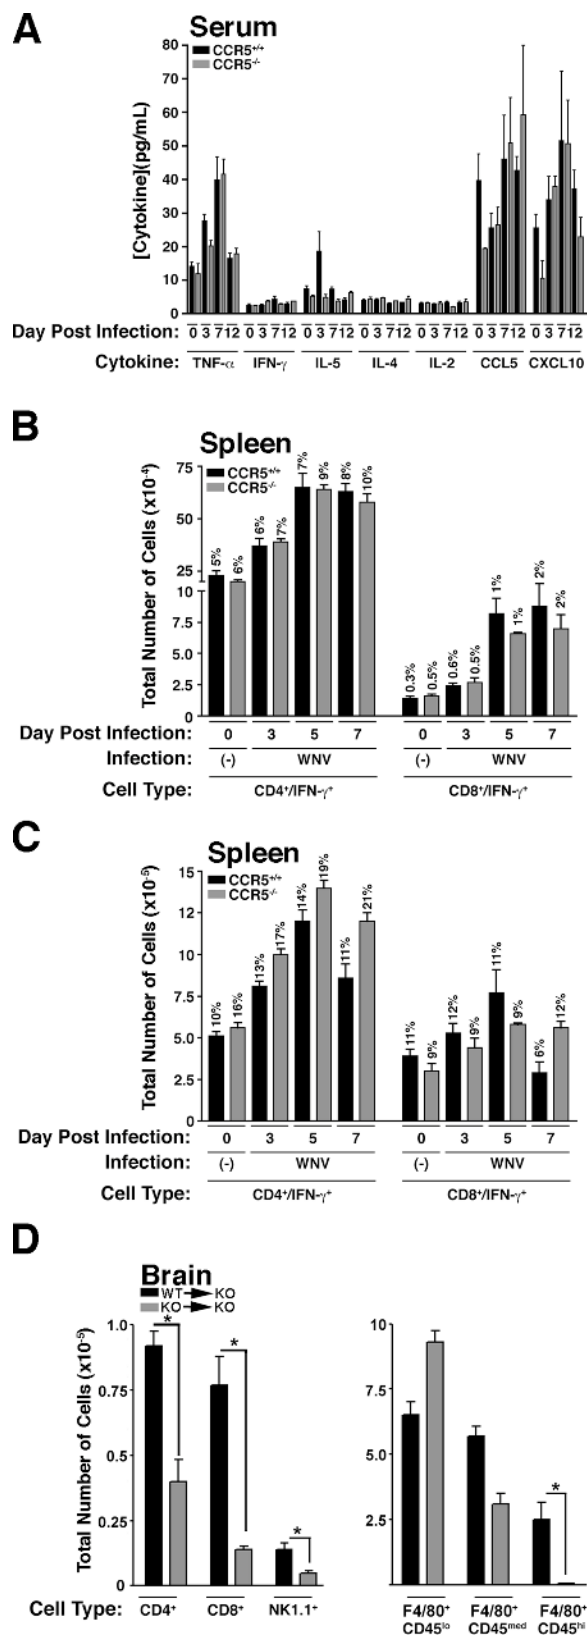 A
Serum
CCR5+/+
CCR5-/-
[Cytokine](pg/mL)
80
70
60
50
40
30
20
10
0
Day Post Infection: 0 3 7 12 0 3 7 12 0 3 7 12 0 3 7 12 0 3 7 12 0 3 7 12 0 3 7 12
Cytokine: TNF-α IFN-γ IL-5 IL-4 IL-2 CCL5 CXCL10
B
Spleen
CCR5+/+
CCR5-/-
Total Number of Cells (x10-4)
75
50
25
10
7.5
5.0
2.5
0
5% 6% 6% 7% 7% 9% 8% 10% 0.3% 0.5% 0.6% 0.5% 1% 1% 2% 2%
Day Post Infection: 0 3 5 7 0 3 5 7
Infection: (-) WNV (-) WNV
Cell Type: CD4+/IFN-γ+ CD8+/IFN-γ+
C
Spleen
CCR5+/+
CCR5-/-
Total Number of Cells (x10-5)
15
12
10
7.5
5.0
2.5
10% 16% 13% 17% 14% 19% 11% 21% 11% 9% 12% 9% 11% 9% 6% 12%
Day Post Infection: 0 3 5 7 0 3 5 7
Infection: (-) WNV (-) WNV
Cell Type: CD4+/IFN-γ+ CD8+/IFN-γ+
D
Brain
WT KO
KO KO
Total Number of Cells (x10-5)
1.0
0.75
0.5
0.25
0
* * *
Cell Type: CD4+ CD8+ NK1.1+
10
7.5
5.0
2.5
*
F4/80+ F4/80+ F4/80+
CD45lo CD45med CD45hi